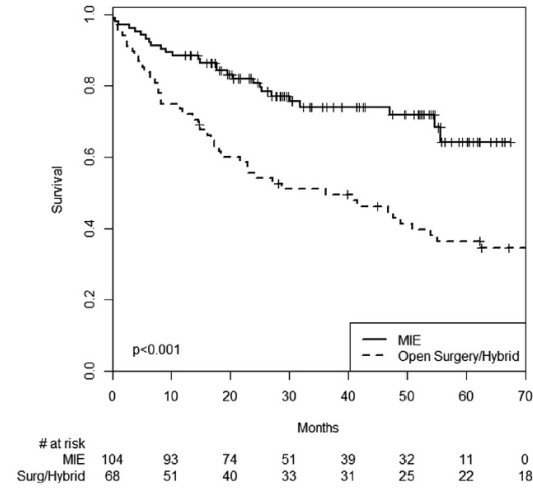 1.0
0.8
0.6
0.4
0.2
0.0
Survival
p<0.001
MIE
Open Surgery/Hybrid
0 10 20 30 40 50 60 70
Months
# at risk
MIE 104 93 74 51 39 32 11 0
Surg/Hybrid 68 51 40 33 31 25 22 18